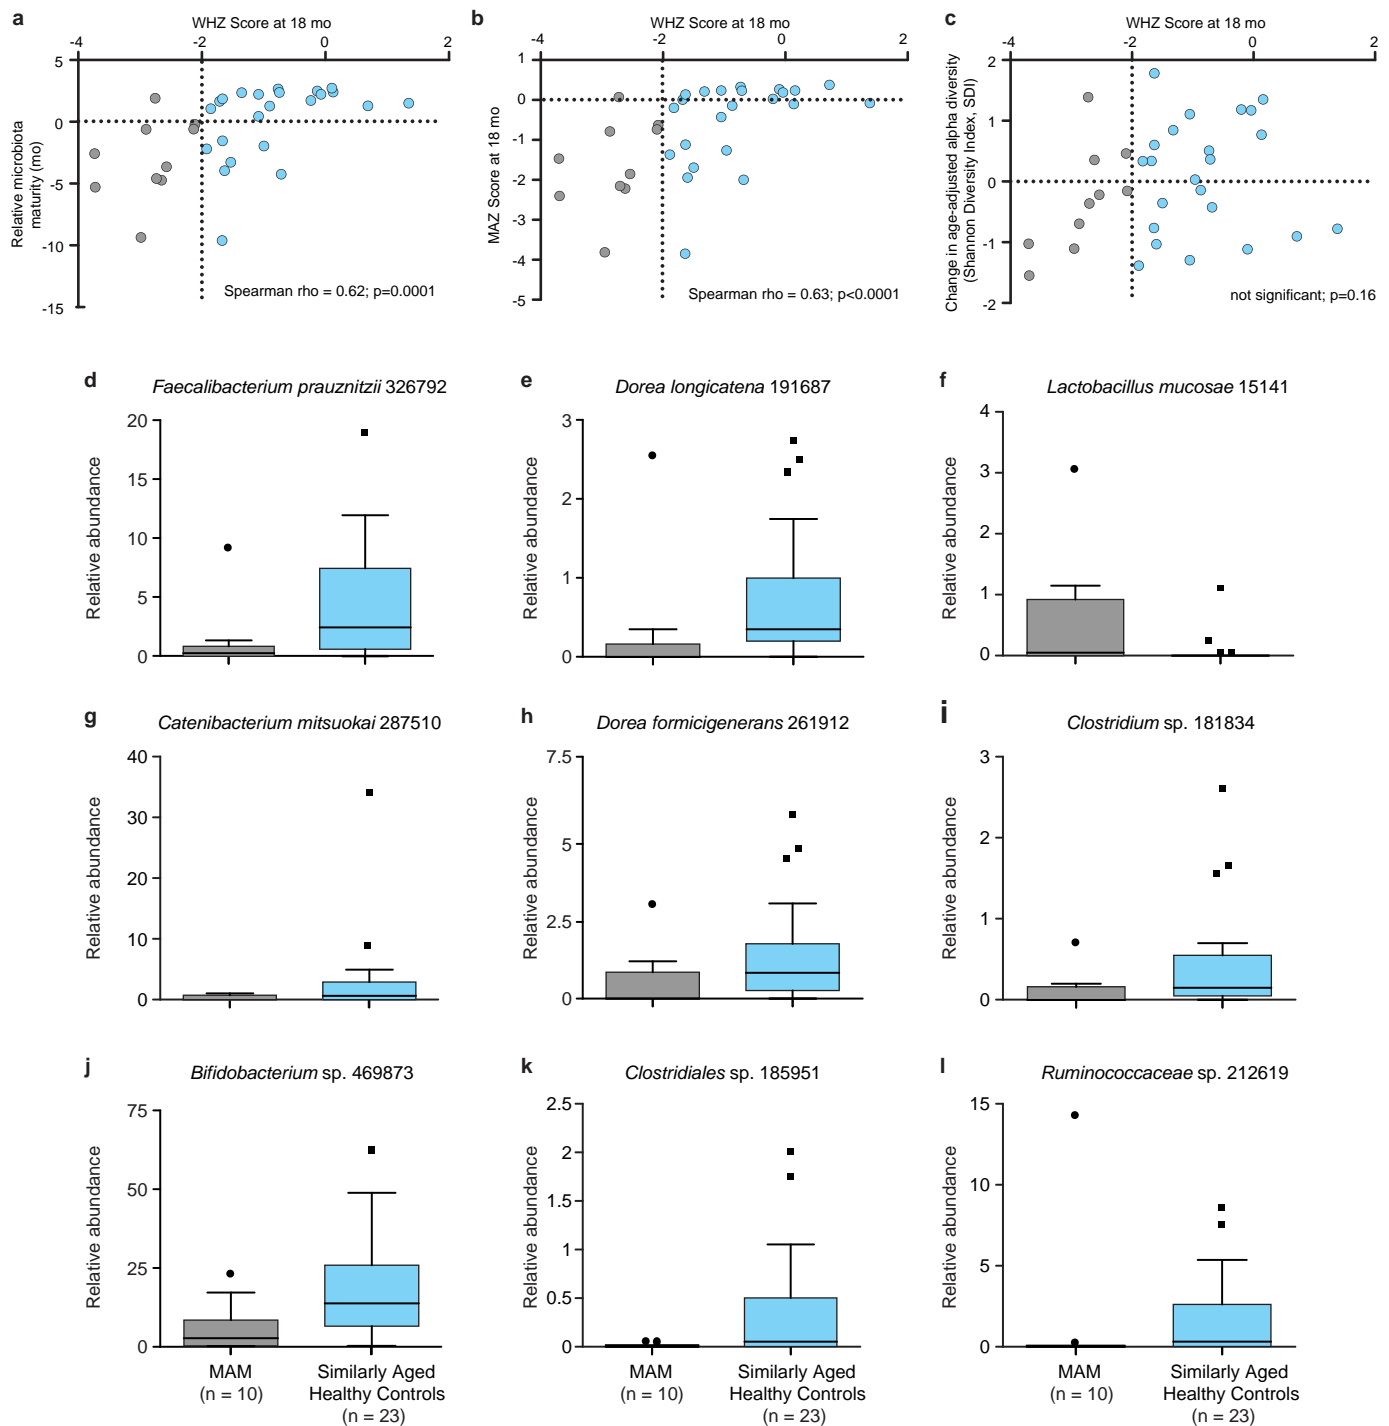 a
WHZ Score at 18 mo
-4
-2
0
2
5
0
-5
-10
-15
Relative microbiota
maturity (mo)
Spearman rho = 0.62; p=0.0001
b
WHZ Score at 18 mo
-4
-2
0
2
1
0
-1
-2
-3
-4
-5
MAZ Score at 18 mo
Spearman rho = 0.63; p<0.0001
c
WHZ Score at 18 mo
-4
-2
0
2
2
1
0
-1
-2
Change in age-adjusted alpha diversity
(Shannon Diversity Index, SDI)
not significant; p=0.16
d
Faecalibacterium prauznitzii 326792
20
15
10
5
0
Relative abundance
e
Dorea longicatena 191687
3
2
1
0
Relative abundance
f
Lactobacillus mucosae 15141
4
3
2
1
0
Relative abundance
g
Catenibacterium mitsuokai 287510
40
30
20
10
0
Relative abundance
h
Dorea formicigenerans 261912
7.5
5
2.5
0
Relative abundance
i
Clostridium sp. 181834
3
2
1
0
Relative abundance
j
Bifidobacterium sp. 469873
75
50
25
0
Relative abundance
MAM
(n = 10)
Similarly Aged
Healthy Controls
(n = 23)
k
Clostridiales sp. 185951
2.5
2
1.5
1
0.5
0
Relative abundance
MAM
(n = 10)
Similarly Aged
Healthy Controls
(n = 23)
l
Ruminococcaceae sp. 212619
15
10
5
0
Relative abundance
MAM
(n = 10)
Similarly Aged
Healthy Controls
(n = 23)